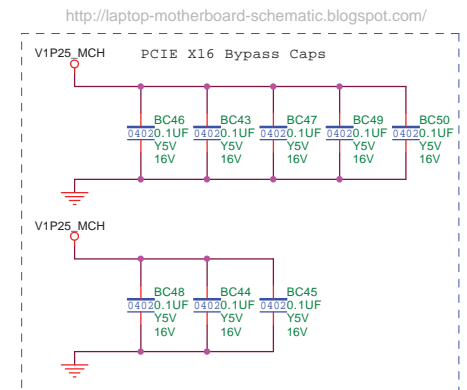 http://laptop-motherboard-schematic.blogspot.com/
V1P25_MCH PCIE X16 Bypass Caps
BC46 BC43 BC47 BC49 BC50
0402 0.1UF 0402 0.1UF 0402 0.1UF 0402 0.1UF 0402 0.1UF
Y5V Y5V Y5V Y5V Y5V
16V 16V 16V 16V 16V
V1P25_MCH
BC48 BC44 BC45
0402 0.1UF 0402 0.1UF 0402 0.1UF
Y5V Y5V Y5V
16V 16V 16V